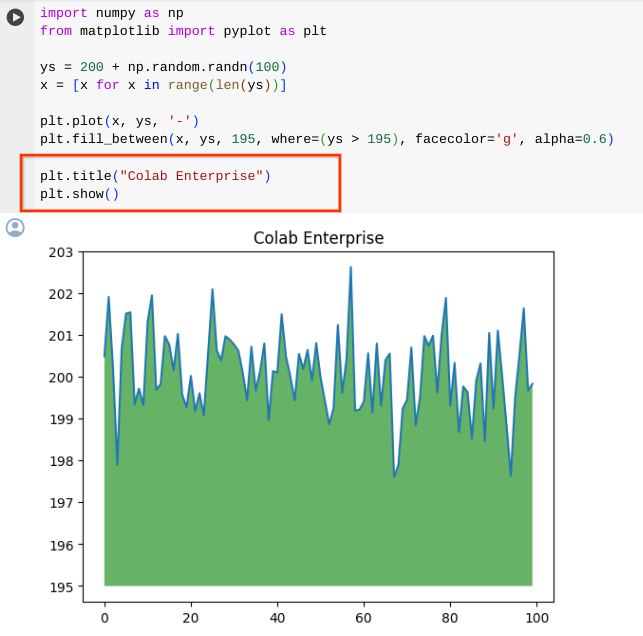 import numpy as np
from matplotlib import pyplot as plt
ys = 200 + np.random.randn(100)
x = [x for x in range(len(ys))]
plt.plot(x, ys, '-')
plt.fill_between(x, ys, 195, where=(ys > 195), facecolor='g', alpha=0.6)
plt.title("Colab Enterprise")
plt.show()
Colab Enterprise
203
202
201
200
199
198
197
196
195
0 20 40 60 80 100